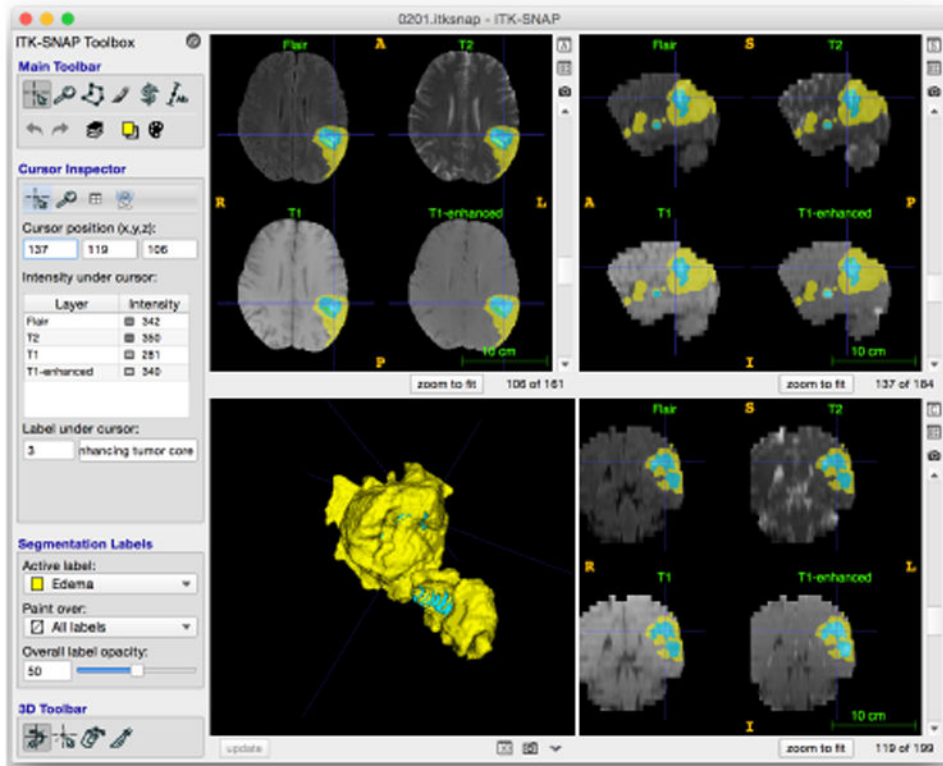 0201.itksnap - ITK-SNAP
ITK-SNAP Toolbox
Main Toolbar
Cursor Inspector
Cursor position (x,y,z):
137 119 106
Intensity under cursor:
Layer Intensity
Flair 342
T2 350
T1 281
T1-enhanced 340
Label under cursor:
3 nhancing tumor core
Segmentation Labels
Active label:
Edema
Paint over:
All labels
Overall label opacity:
50
3D Toolbar
Flair A T2
R L
T1 T1-enhanced
P 10 cm
zoom to fit 106 of 161
Flair S T2
A P
T1 T1-enhanced
I 10 cm
zoom to fit 137 of 184
update
Flair S T2
R L
T1 T1-enhanced
I 10 cm
zoom to fit 119 of 199